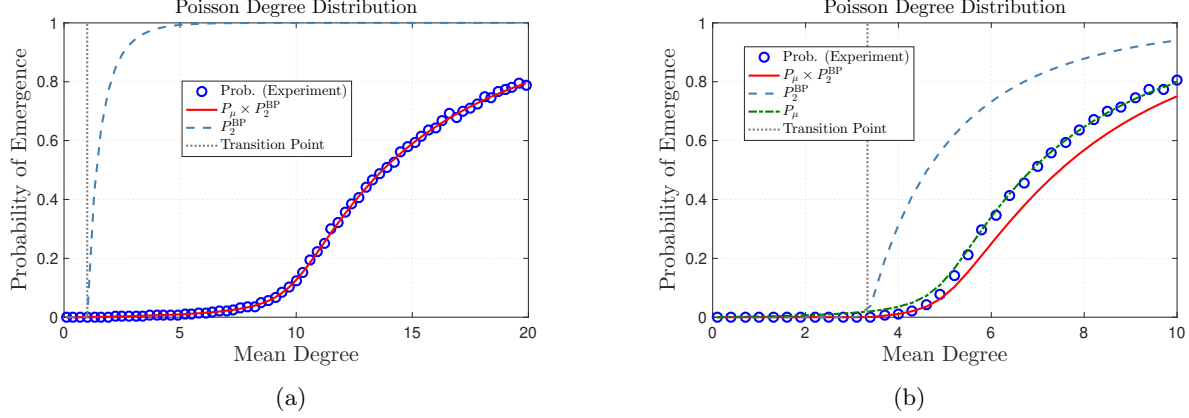 Poisson Degree Distribution
Probability of Emergence
1
0.8
0.6
0.4
0.2
0
Prob. (Experiment)
P_μ × P_2^BP
P_2^BP
Transition Point
0 5 10 15 20
Mean Degree
(a)
Poisson Degree Distribution
Probability of Emergence
1
0.8
0.6
0.4
0.2
0
Prob. (Experiment)
P_μ × P_2^BP
P_2^BP
P_μ
Transition Point
0 2 4 6 8 10
Mean Degree
(b)